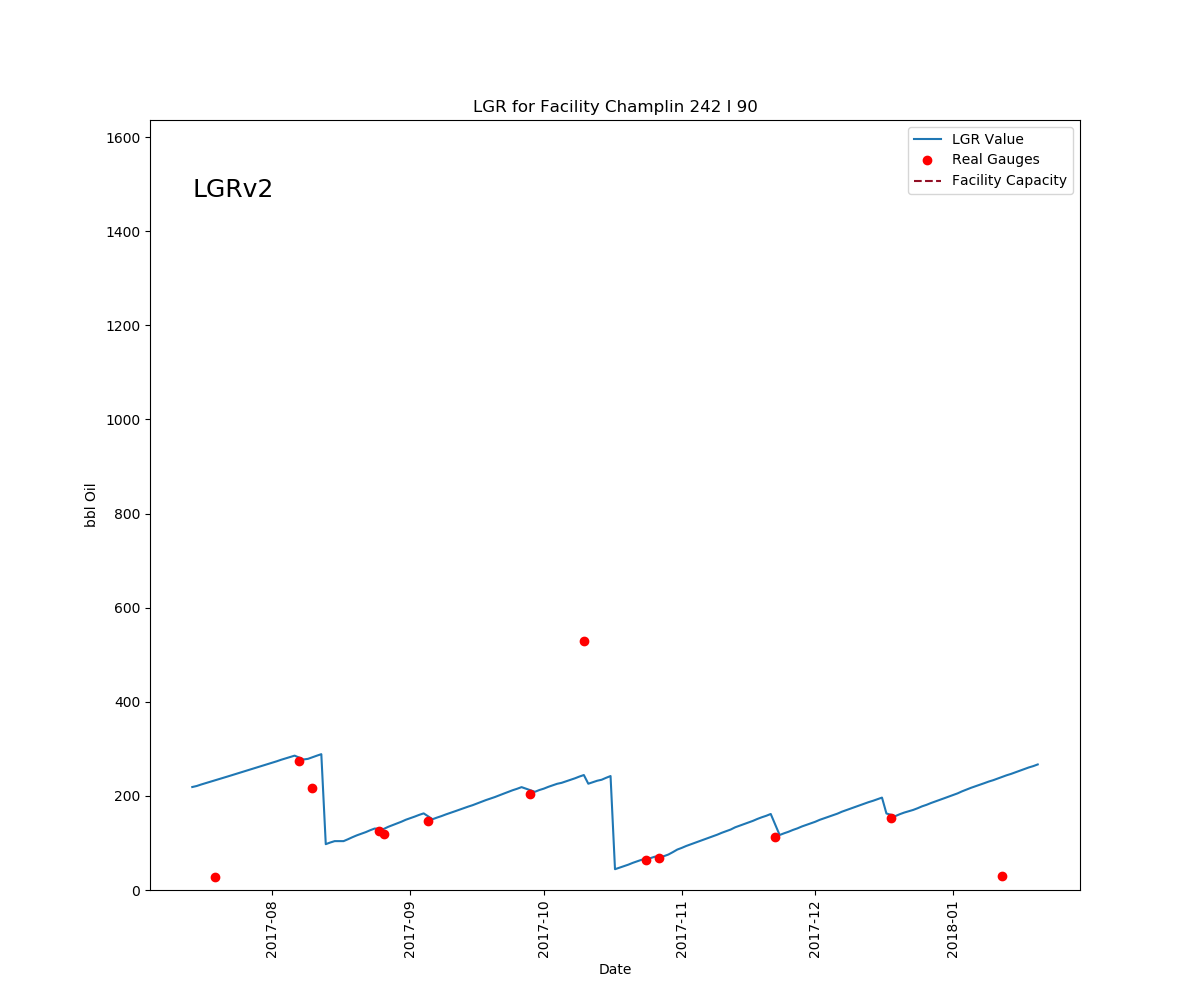 LGR for Facility Champlin 242 I 90
LGR Value
Real Gauges
Facility Capacity
LGRv2
bbl Oil
1600
1400
1200
1000
800
600
400
200
0
2017-08
2017-09
2017-10
2017-11
2017-12
2018-01
Date